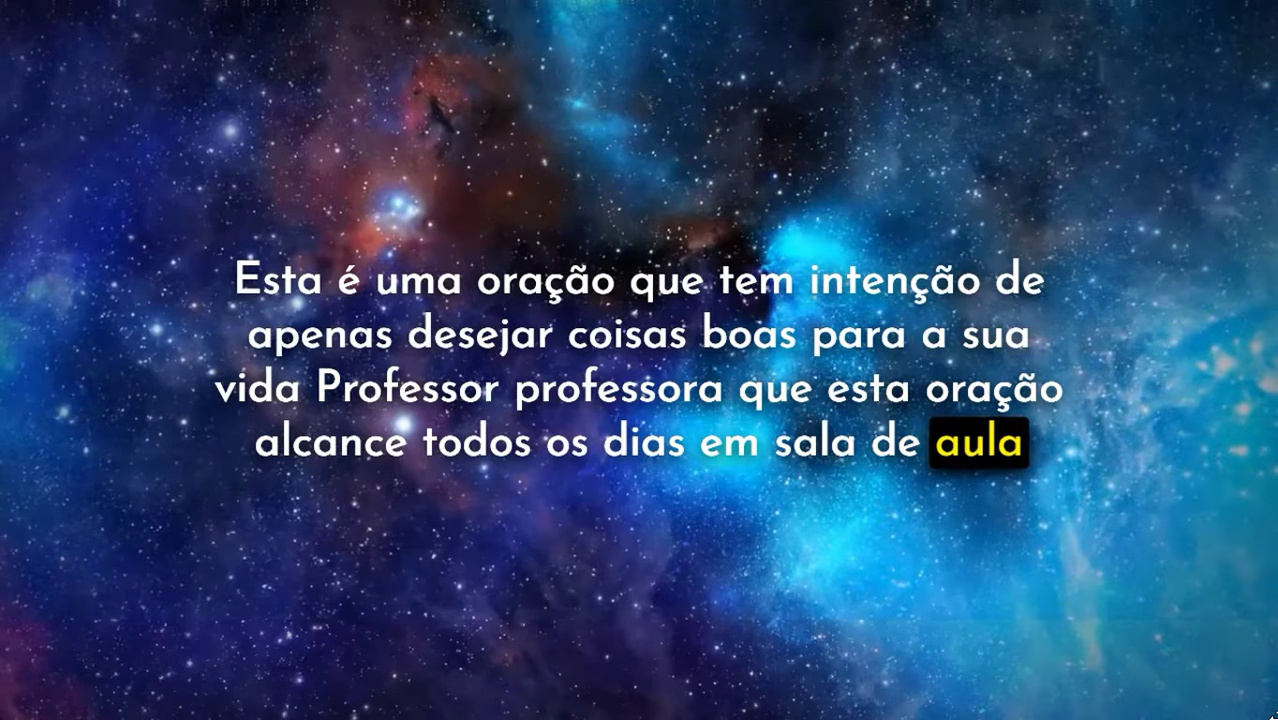 Esta é uma oração que tem intenção de
apenas desejar coisas boas para a sua
vida Professor professora que esta oração
alcance todos os dias em sala de aula